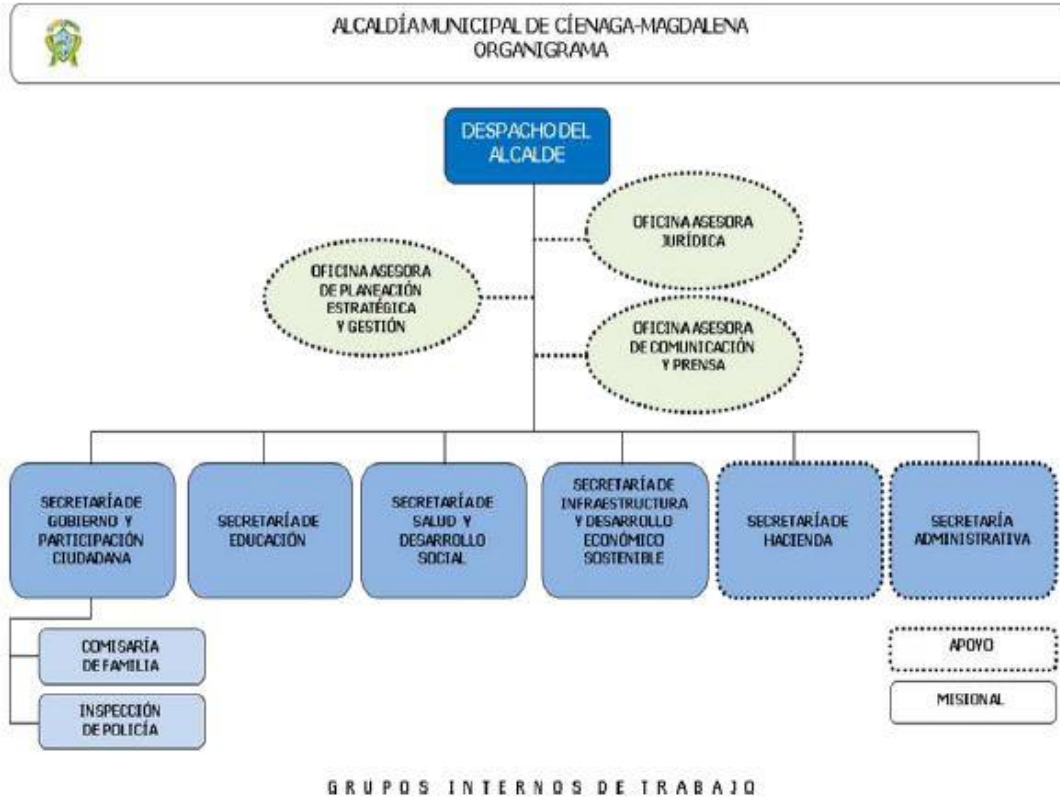 ALCALDÍA MUNICIPAL DE CÍENAGA-MAGDALENA
ORGANIGRAMA
DESPACHO DEL
ALCALDE
OFICINA ASESORA
JURÍDICA
OFICINA ASESORA
DE PLANEACIÓN
ESTRATÉGICA
Y GESTIÓN
OFICINA ASESORA
DE COMUNICACIÓN
Y PRENSA
SECRETARÍA DE
GOBIERNO Y
PARTICIPACIÓN
CIUDADANA
SECRETARÍA DE
EDUCACIÓN
SECRETARÍA DE
SALUD Y
DESARROLLO
SOCIAL
SECRETARÍA DE
INFRAESTRUCTURA
Y DESARROLLO
ECONÓMICO
SOSTENIBLE
SECRETARÍA DE
HACIENDA
SECRETARÍA
ADMINISTRATIVA
COMISARÍA
DE FAMILIA
INSPECCIÓN
DE POLICÍA
APOYO
MISIONAL
GRUPOS INTERNOS DE TRABAJO